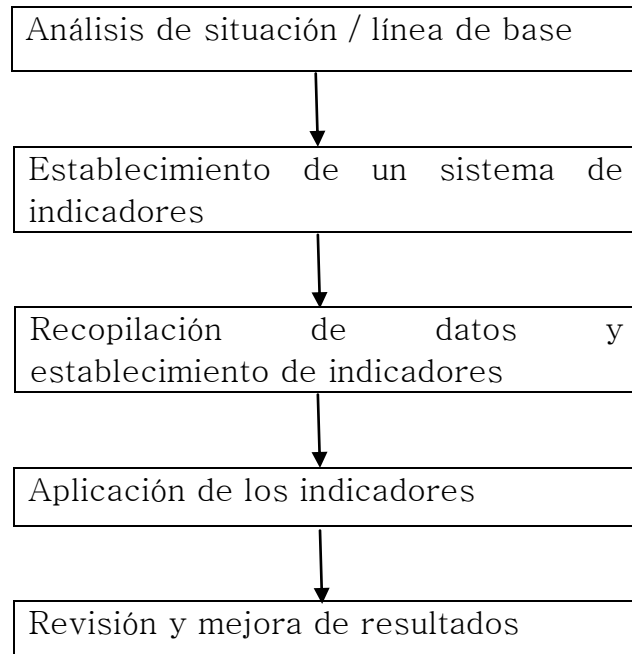 Análisis de situación / línea de base
Establecimiento de un sistema de
indicadores
Recopilación de datos y
establecimiento de indicadores
Aplicación de los indicadores
Revisión y mejora de resultados